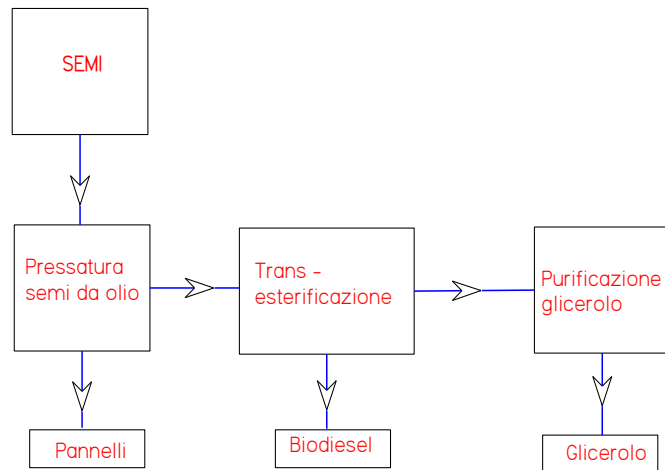 SEMI
Pressatura
semi da olio
Trans -
esterificazione
Purificazione
glicerolo
Pannelli
Biodiesel
Glicerolo